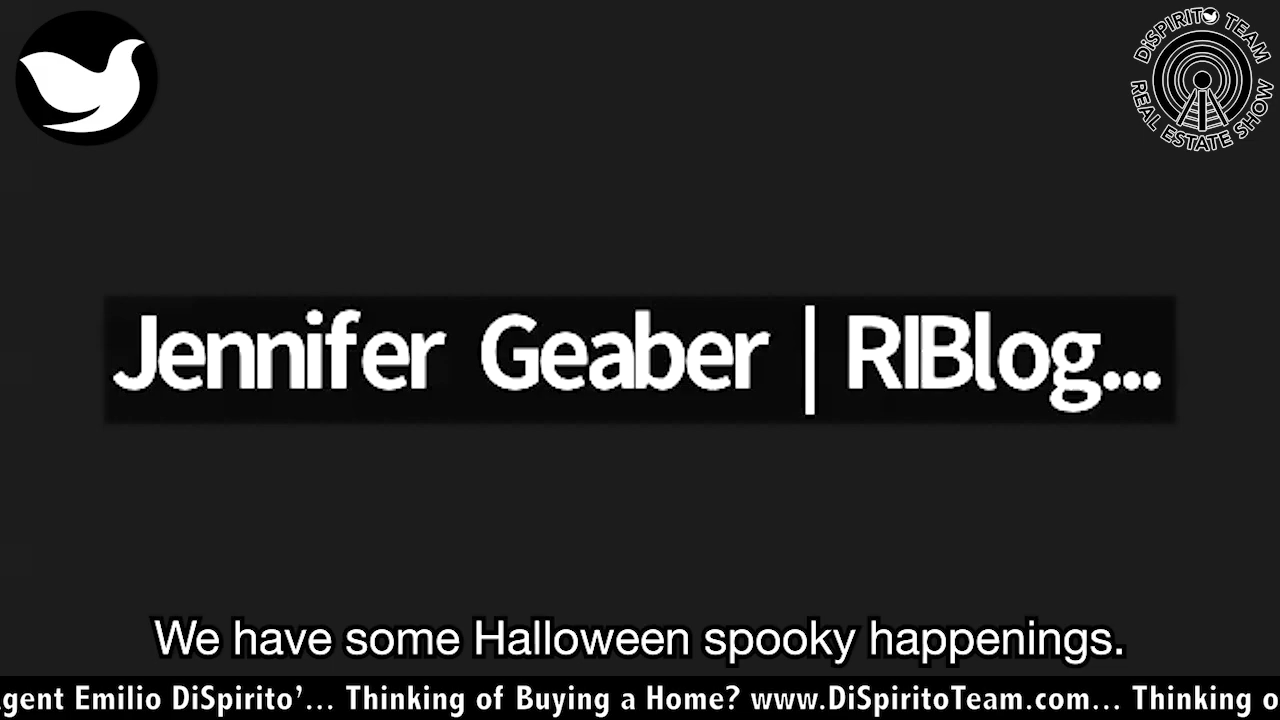 DiSPIRITO TEAM
REAL ESTATE SHOW
Jennifer Geaber | RIBlog...
We have some Halloween spooky happenings.
gent Emilio DiSpirito’... Thinking of Buying a Home? www.DiSpiritoTeam.com... Thinking o